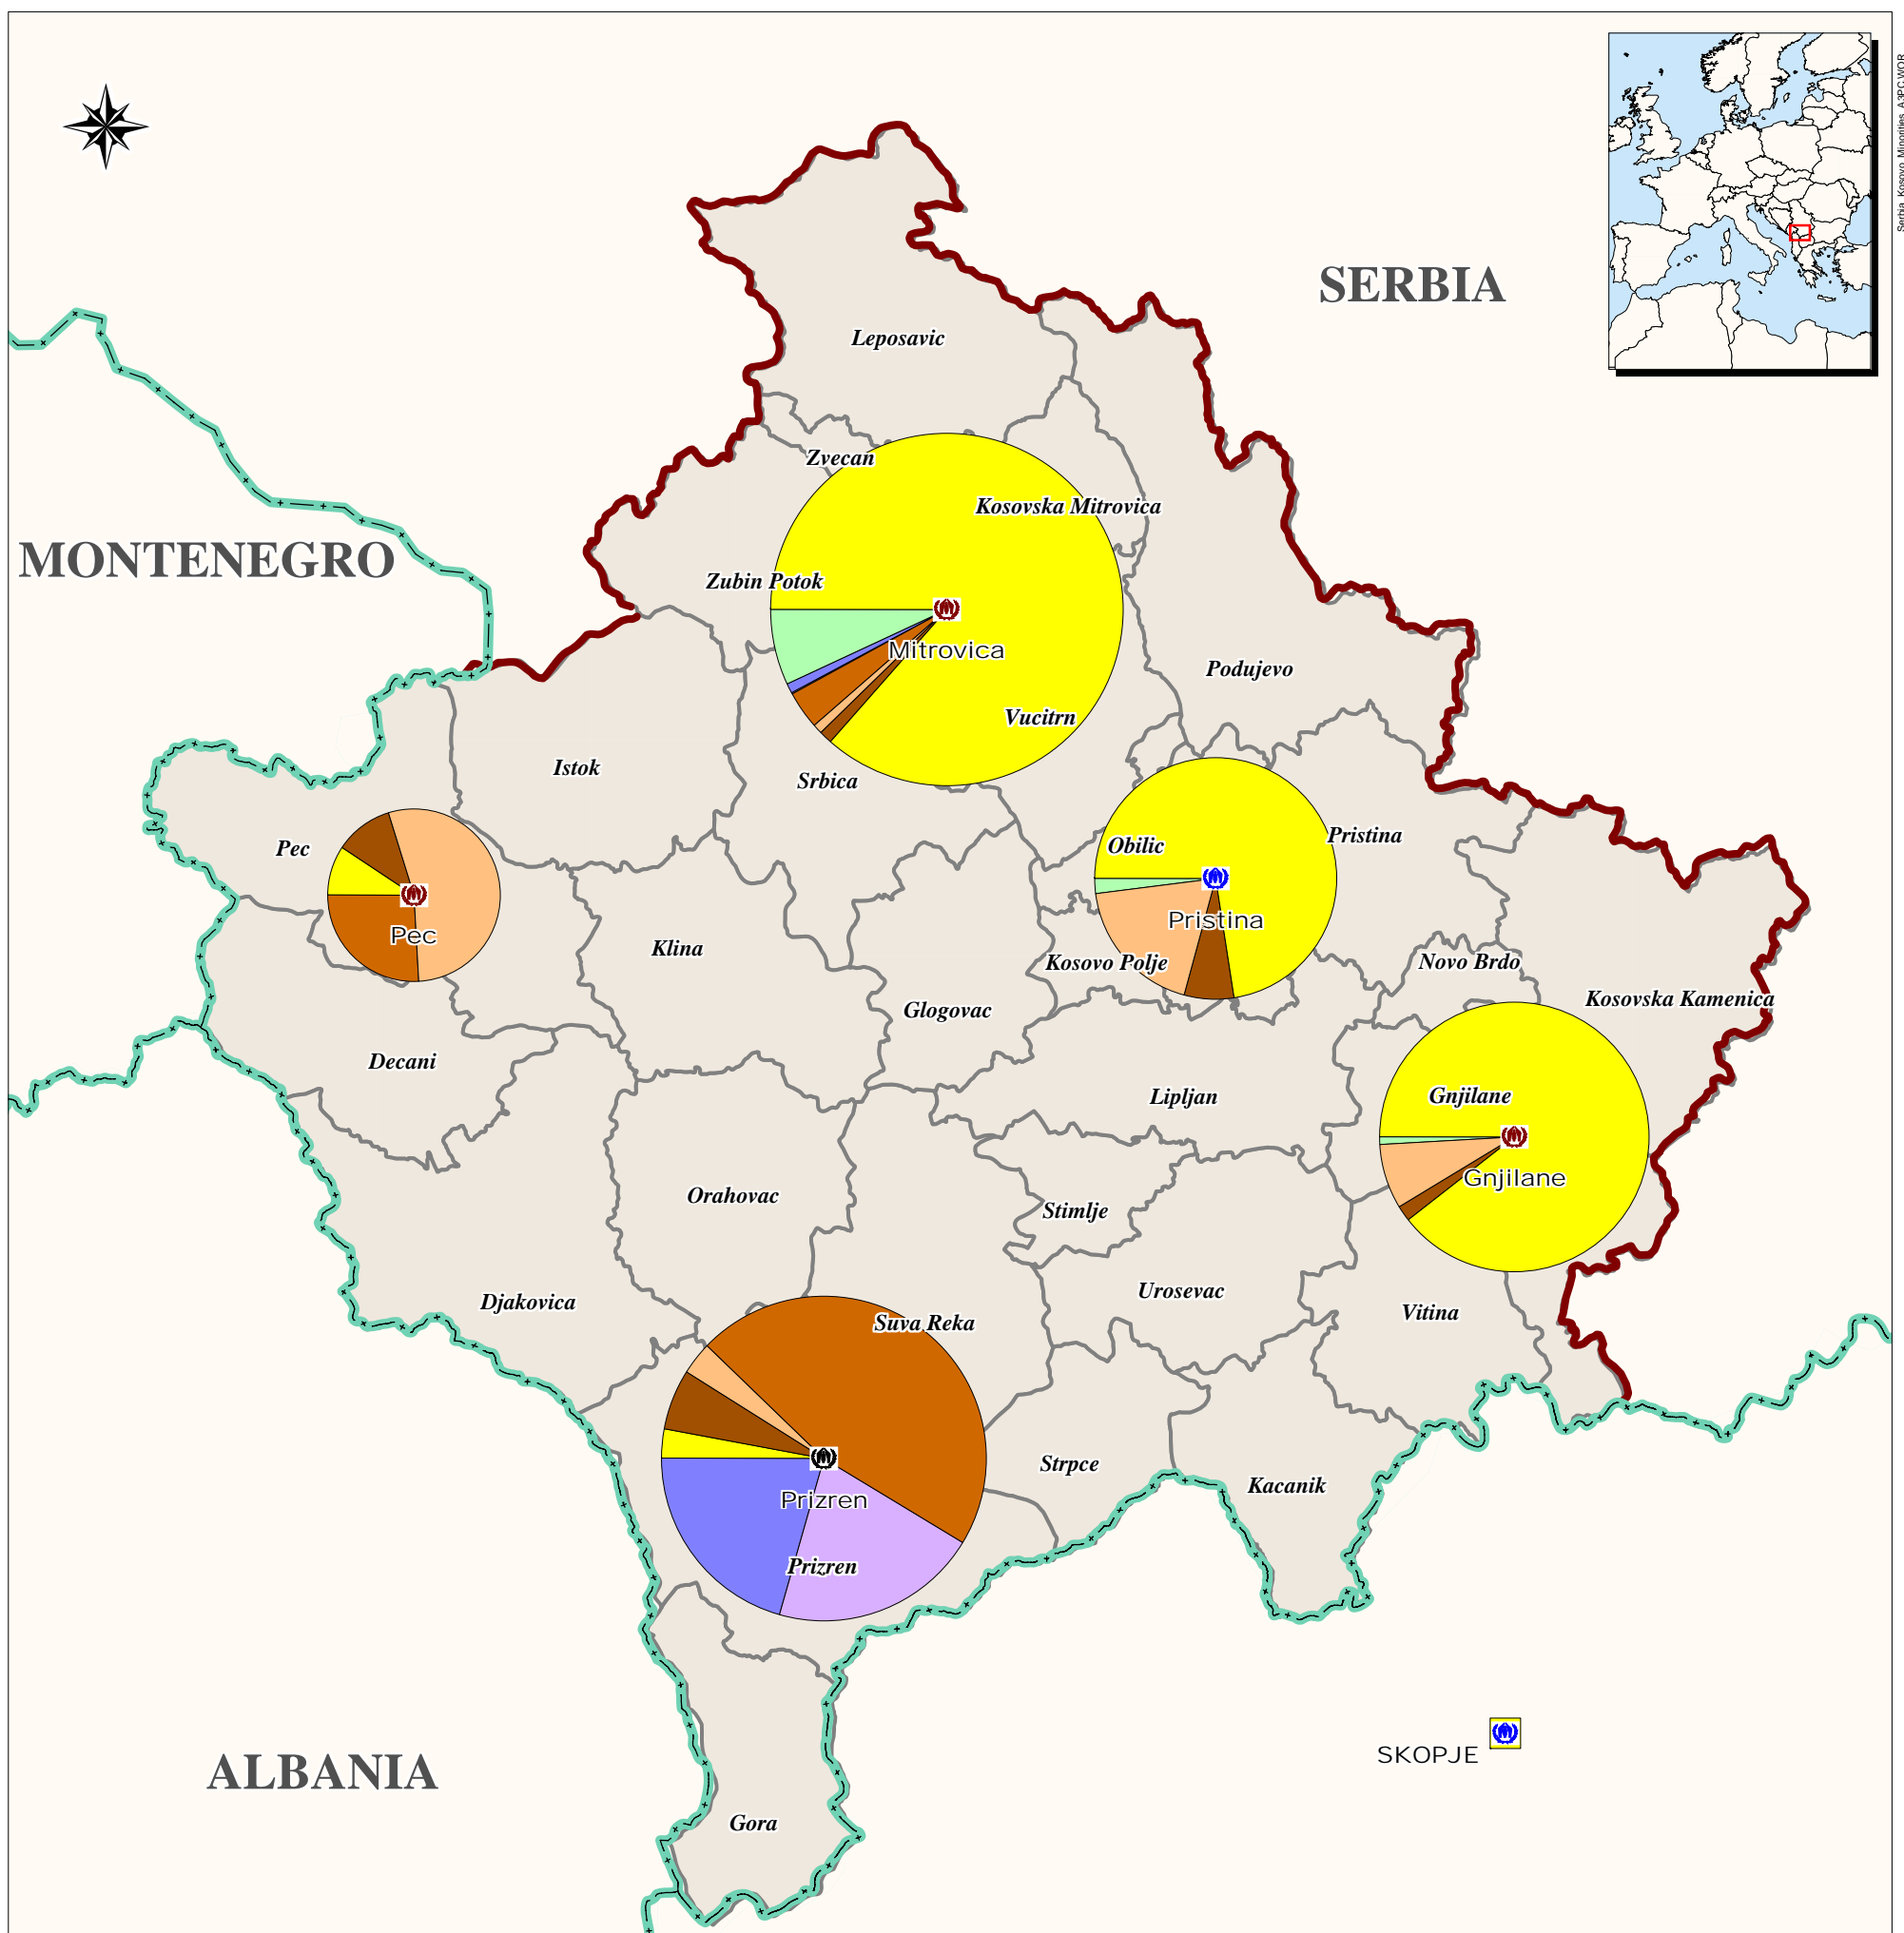 Serbia_Kosovo_Minorities_A3PC.WOR
SERBIA
Leposavic
Zvecan
Kosovska Mitrovica
MONTENEGRO
Zubin Potok
Mitrovica
Podujevo
Vucitrn
Istok
Srbica
Pristina
Obilic
Pec
Pristina
Pec
Klina
Kosovo Polje
Novo Brdo
Kosovska Kamenica
Glogovac
Decani
Lipljan
Gnjilane
Gnjilane
Orahovac
Stimlje
Urosevac
Djakovica
Vitina
Suva Reka
Strpce
Kacanik
Prizren
Prizren
SKOPJE
ALBANIA
Gora